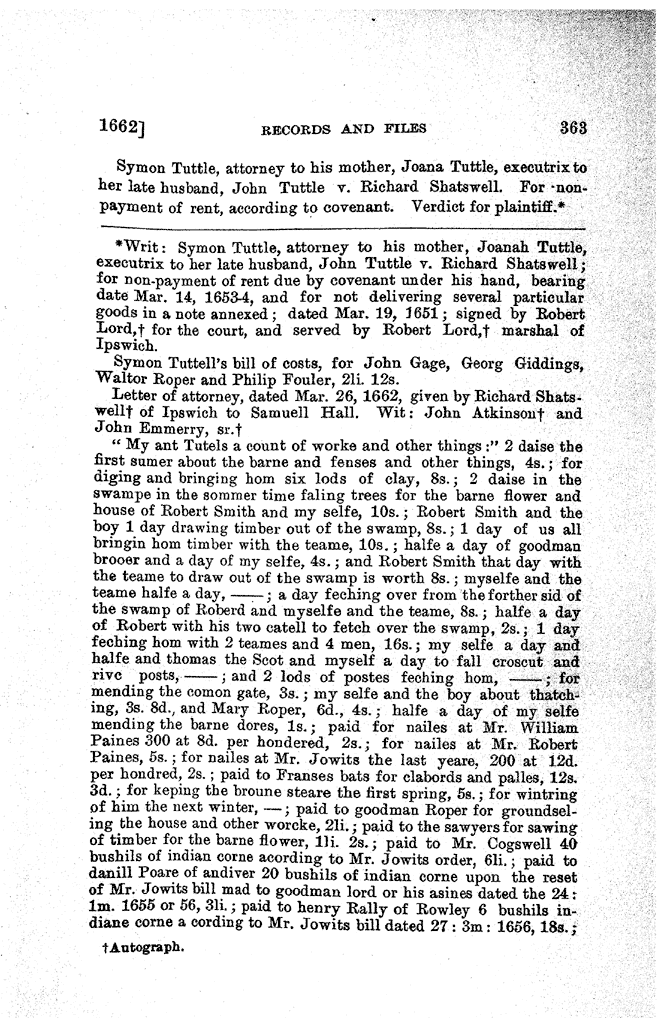 1662]   RECORDS AND FILES   363
Symon Tuttle, attorney to his mother, Joana Tuttle, executrix to
her late husband, John Tuttle v. Richard Shatswell. For non-
payment of rent, according to covenant. Verdict for plaintiff.*
*Writ: Symon Tuttle, attorney to his mother, Joanah Tuttle,
executrix to her late husband, John Tuttle v. Richard Shatswell;
for non-payment of rent due by covenant under his hand, bearing
date Mar. 14, 1653-4, and for not delivering several particular
goods in a note annexed; dated Mar. 19, 1651; signed by Robert
Lord,† for the court, and served by Robert Lord,† marshal of
Ipswich.
Symon Tuttell's bill of costs, for John Gage, Georg Giddings,
Waltor Roper and Philip Fouler, 2li. 12s.
Letter of attorney, dated Mar. 26, 1662, given by Richard Shats-
well† of Ipswich to Samuell Hall. Wit: John Atkinson† and
John Emmerry, sr.†
“ My ant Tutels a count of worke and other things:” 2 daise the
first sumer about the barne and fenses and other things, 4s.; for
diging and bringing hom six lods of clay, 8s.; 2 daise in the
swampe in the sommer time faling trees for the barne flower and
house of Robert Smith and my selfe, 10s.; Robert Smith and the
boy 1 day drawing timber out of the swamp, 8s.; 1 day of us all
bringin hom timber with the teame, 10s.; halfe a day of goodman
brooer and a day of my selfe, 4s.; and Robert Smith that day with
the teame to draw out of the swamp is worth 8s.; myselfe and the
teame halfe a day, ——; a day feching over from the forther sid of
the swamp of Roberd and myselfe and the teame, 8s.; halfe a day
of Robert with his two catell to fetch over the swamp, 2s.; 1 day
feching hom with 2 teames and 4 men, 16s.; my selfe a day and
halfe and thomas the Scot and myself a day to fall croscut and
rive posts, ——; and 2 lods of postes feching hom, ——; for
mending the comon gate, 3s.; my selfe and the boy about thatch-
ing, 3s. 8d., and Mary Roper, 6d., 4s.; halfe a day of my selfe
mending the barne dores, 1s.; paid for nailes at Mr. William
Paines 300 at 8d. per hondered, 2s.; for nailes at Mr. Robert
Paines, 5s.; for nailes at Mr. Jowits the last yeare, 200 at 12d.
per hondred, 2s.; paid to Franses bats for clabords and palles, 12s.
3d.; for keping the broune steare the first spring, 5s.; for wintring
of him the next winter, —; paid to goodman Roper for groundsel-
ing the house and other worcke, 2li.; paid to the sawyers for sawing
of timber for the barne flower, 1li. 2s.; paid to Mr. Cogswell 40
bushils of indian corne acording to Mr. Jowits order, 6li.; paid to
danill Poare of andiver 20 bushils of indian corne upon the reset
of Mr. Jowits bill mad to goodman lord or his asines dated the 24:
1m. 1655 or 56, 3li.; paid to henry Rally of Rowley 6 bushils in-
diane corne a cording to Mr. Jowits bill dated 27: 3m: 1656, 18s.;
†Autograph.